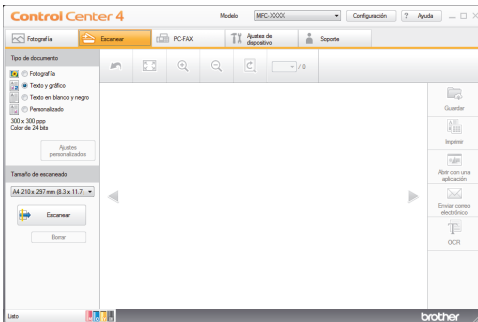 Control Center 4
Modelo MFC-XXXX Configuración ? Ayuda
Fotografía Escanear PC-FAX Ajustes de dispositivo Soporte
Tipo de documento
Fotografía
Texto y gráfico
Texto en blanco y negro
Personalizado
300 x 300 ppp
Color de 24 bits
Ajustes
personalizados
Tamaño de escaneado
A4 210 x 297 mm (8.3 x 11.7
Escanear
Borrar
- / 0
Guardar
Imprimir
Abrir con una
aplicación
Enviar correo
electrónico
OCR
Listo
brother